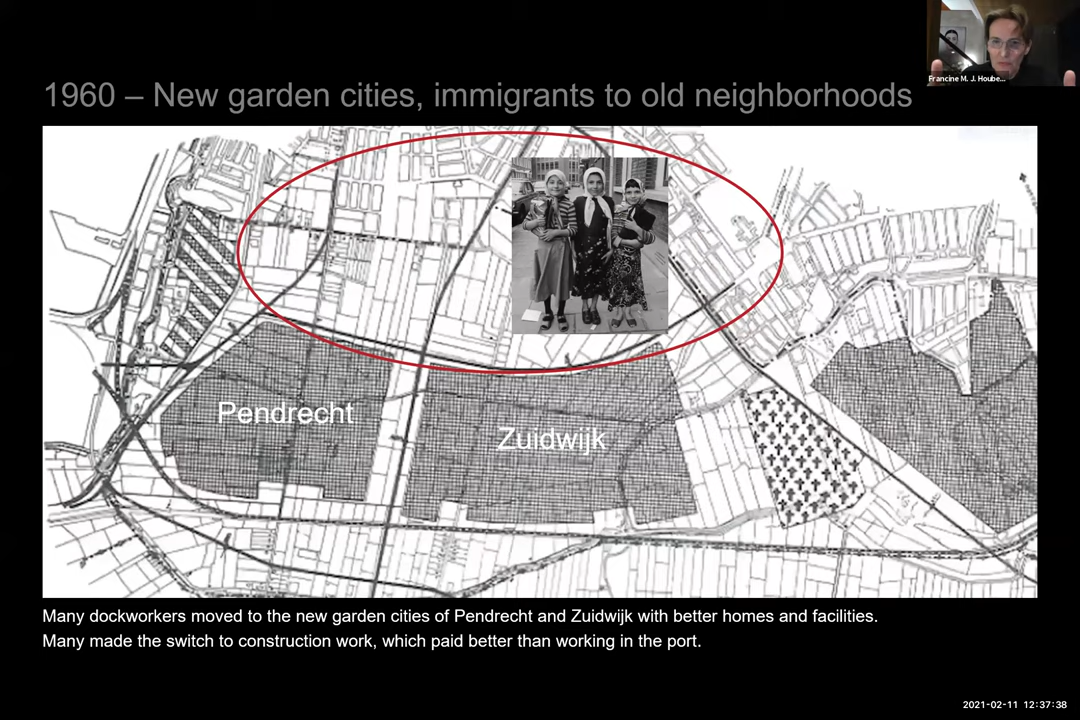 Francine M. J. Hoube...
1960 – New garden cities, immigrants to old neighborhoods
Pendrecht
Zuidwijk
Many dockworkers moved to the new garden cities of Pendrecht and Zuidwijk with better homes and facilities.
Many made the switch to construction work, which paid better than working in the port.
2021-02-11 12:37:38